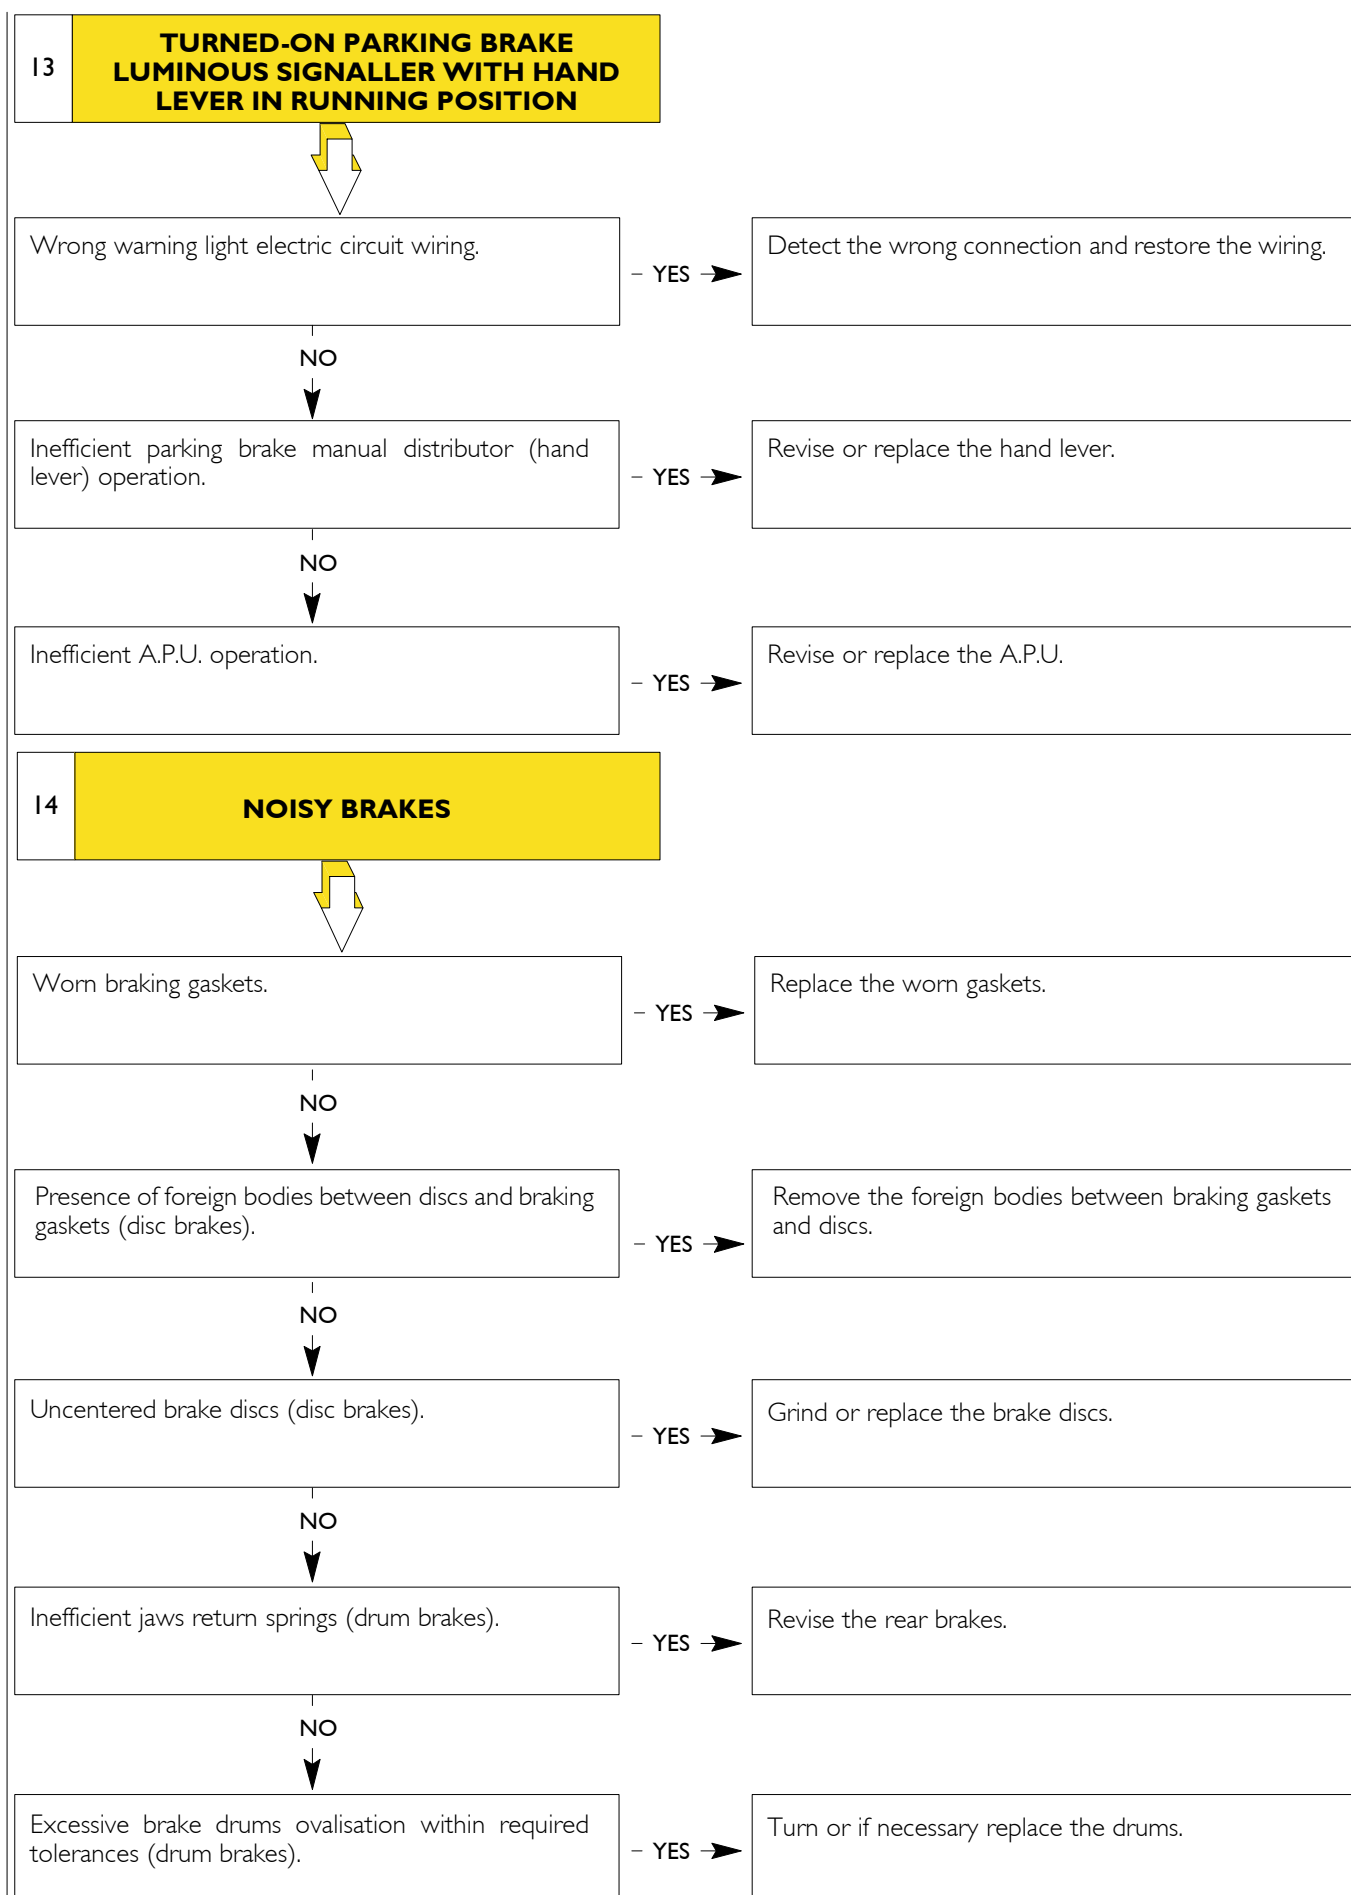 13
TURNED-ON PARKING BRAKE
LUMINOUS SIGNALLER WITH HAND
LEVER IN RUNNING POSITION
Wrong warning light electric circuit wiring.
YES
Detect the wrong connection and restore the wiring.
NO
Inefficient parking brake manual distributor (hand
lever) operation.
YES
Revise or replace the hand lever.
NO
Inefficient A.P.U. operation.
YES
Revise or replace the A.P.U.
14
NOISY BRAKES
Worn braking gaskets.
YES
Replace the worn gaskets.
NO
Presence of foreign bodies between discs and braking
gaskets (disc brakes).
YES
Remove the foreign bodies between braking gaskets
and discs.
NO
Uncentered brake discs (disc brakes).
YES
Grind or replace the brake discs.
NO
Inefficient jaws return springs (drum brakes).
YES
Revise the rear brakes.
NO
Excessive brake drums ovalisation within required
tolerances (drum brakes).
YES
Turn or if necessary replace the drums.